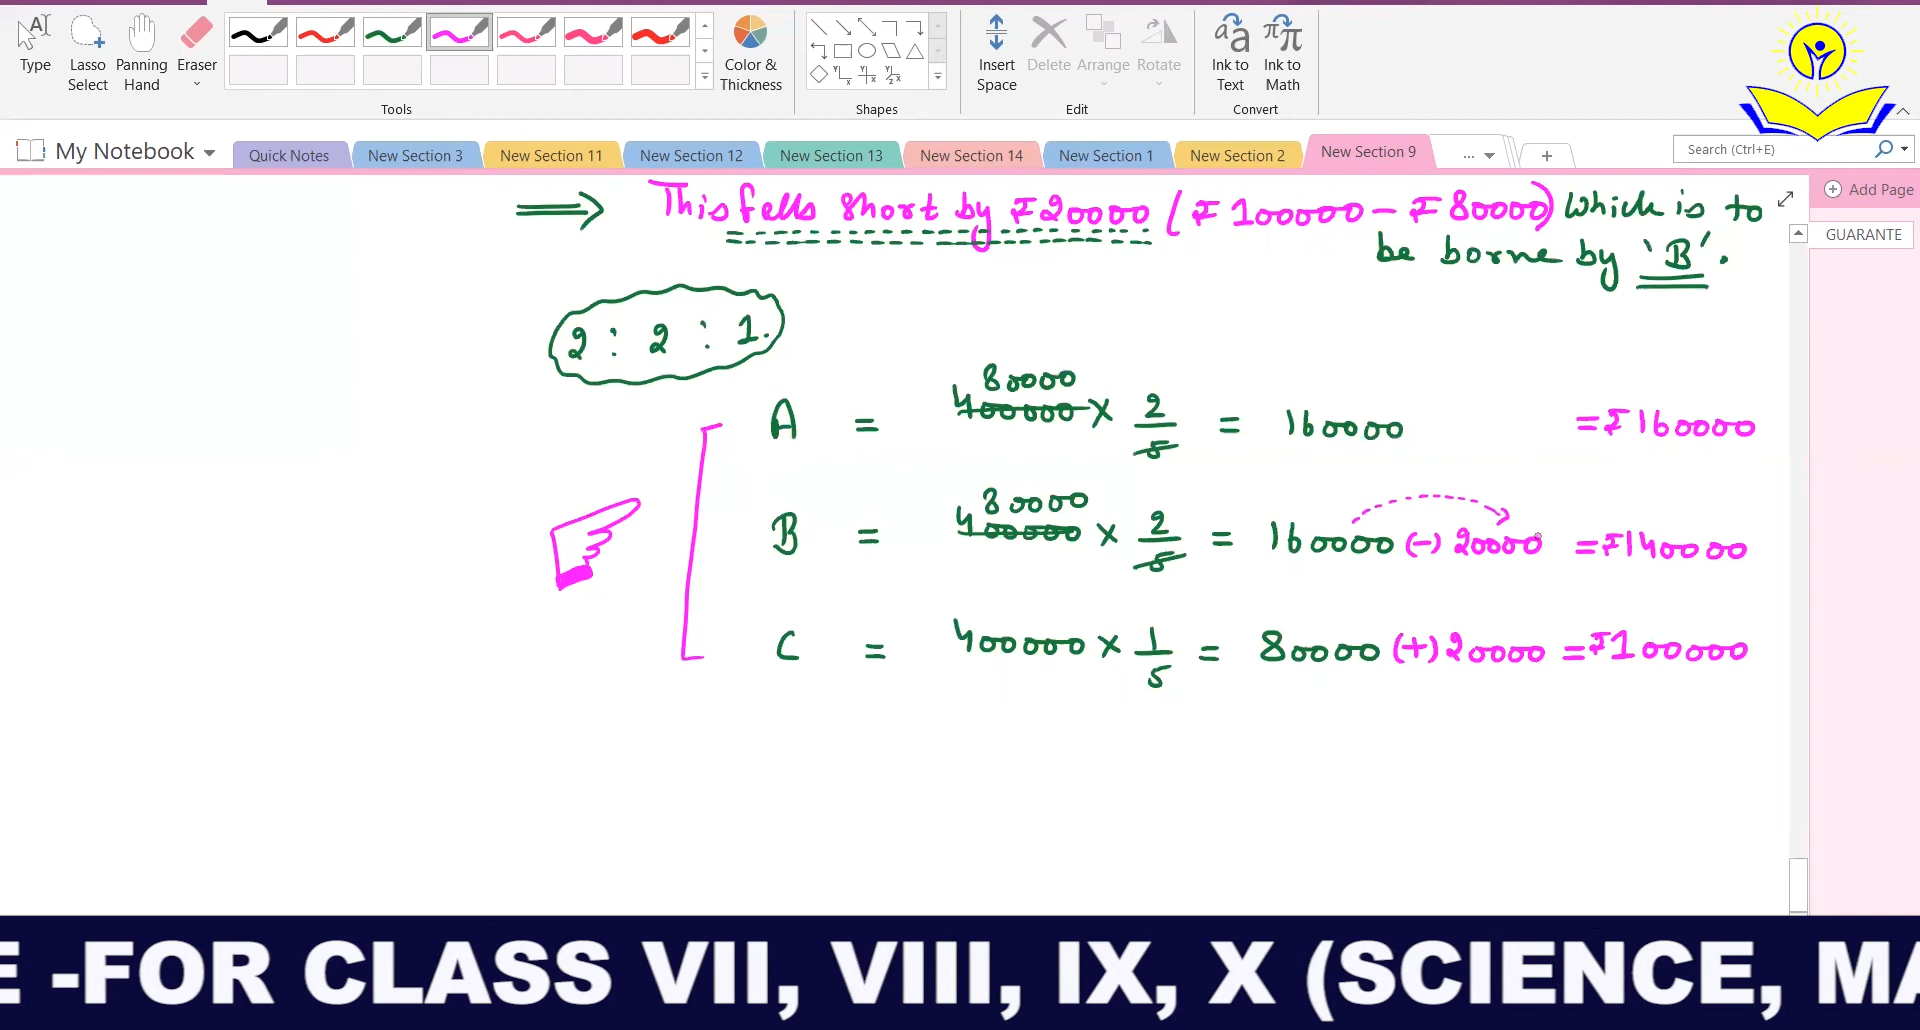 Type
Lasso Select
Panning Hand
Eraser
Color & Thickness
Insert Space
Delete
Arrange
Rotate
Ink to Text
Ink to Math
Tools
Shapes
Edit
Convert
My Notebook
Quick Notes
New Section 3
New Section 11
New Section 12
New Section 13
New Section 14
New Section 1
New Section 2
New Section 9
...
Search (Ctrl+E)
Add Page
GUARANTE
⟹ This fells short by ₹20000 (₹100000 - ₹80000) which is to
be borne by 'B'.
2 : 2 : 1.
80000
A = 400000 × 2/5 = 160000 = ₹160000
80000
B = 400000 × 2/5 = 160000 (-) 20000 = ₹140000
C = 400000 × 1/5 = 80000 (+) 20000 = ₹100000
E -FOR CLASS VII, VIII, IX, X (SCIENCE, MA